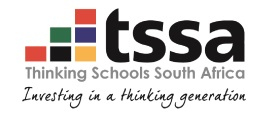 tssa
Thinking Schools South Africa
Investing in a thinking generation